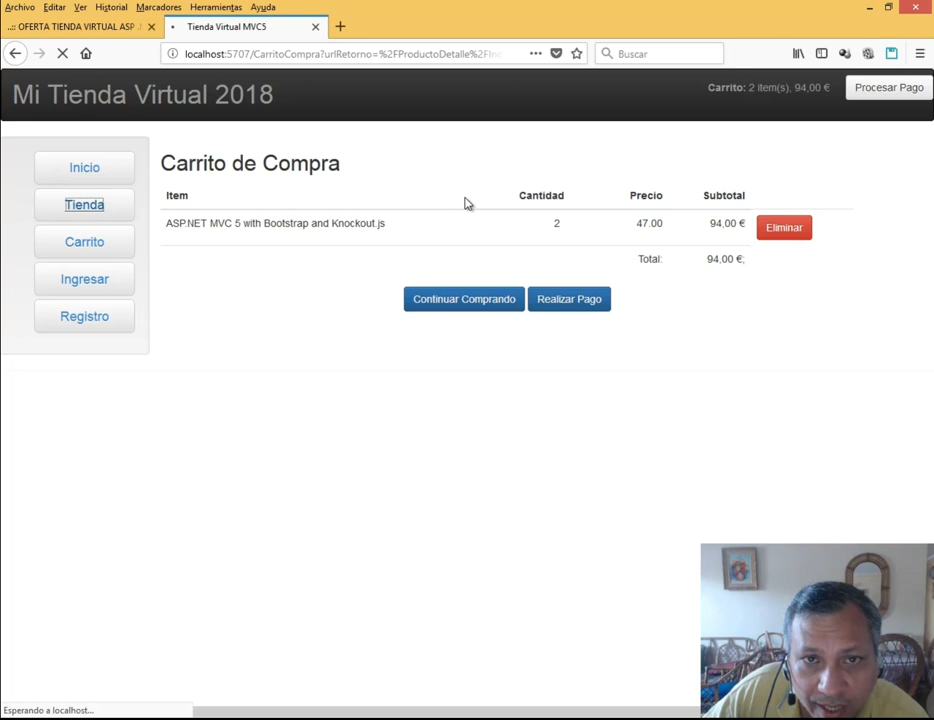 Archivo Editar Ver Historial Marcadores Herramientas Ayuda
..:: OFERTA TIENDA VIRTUAL ASP .
Tienda Virtual MVC5
localhost:5707/CarritoCompra?urlRetorno=%2FProductoDetalle%2FIn
Buscar
Mi Tienda Virtual 2018
Carrito: 2 item(s), 94,00 €
Procesar Pago
Inicio
Tienda
Carrito
Ingresar
Registro
Carrito de Compra
Item Cantidad Precio Subtotal
ASP.NET MVC 5 with Bootstrap and Knockout.js 2 47.00 94,00 € Eliminar
Total: 94,00 €;
Continuar Comprando Realizar Pago
Esperando a localhost...